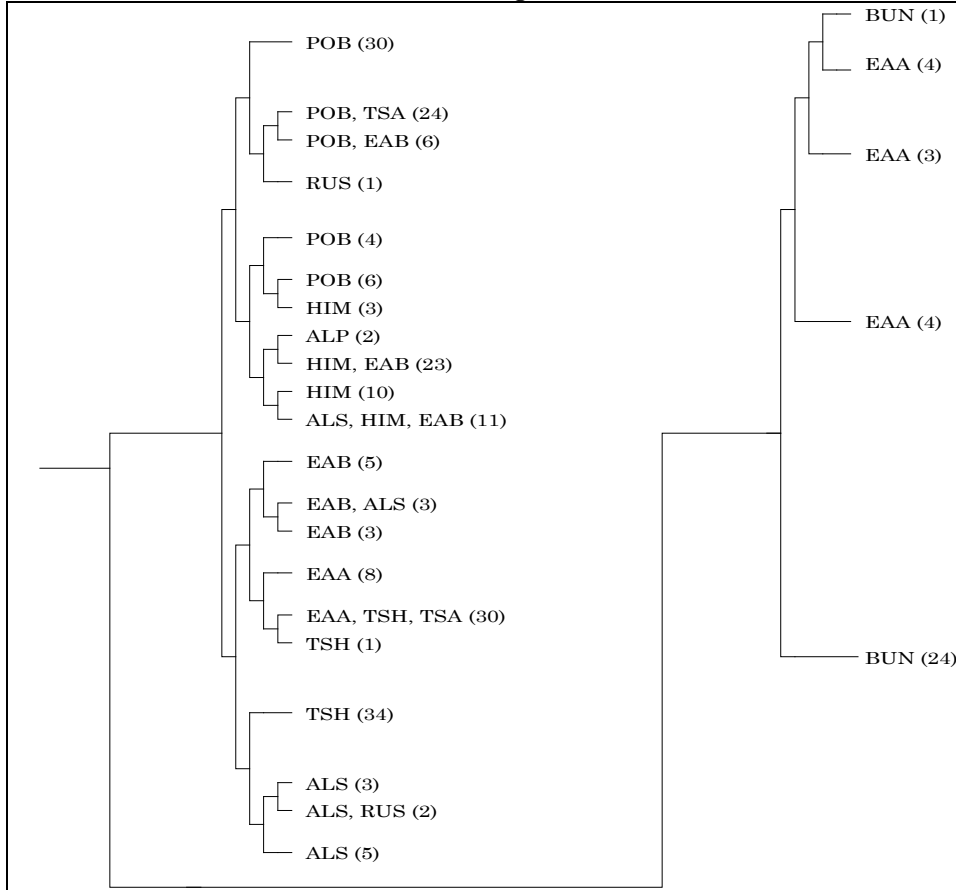 POB (30)
POB, TSA (24)
POB, EAB (6)
RUS (1)
POB (4)
POB (6)
HIM (3)
ALP (2)
HIM, EAB (23)
HIM (10)
ALS, HIM, EAB (11)
EAB (5)
EAB, ALS (3)
EAB (3)
EAA (8)
EAA, TSH, TSA (30)
TSH (1)
TSH (34)
ALS (3)
ALS, RUS (2)
ALS (5)
BUN (1)
EAA (4)
EAA (3)
EAA (4)
BUN (24)